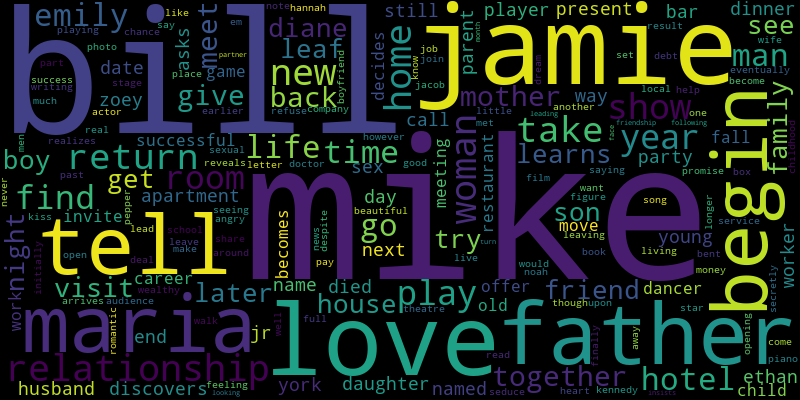 bill
jamie
mike
begin
tell
maria
love
father
emily
meet
diane
leaf
new
back
home
player
present
bar
dinner
see
man
like
say
playing
chance
em
note
hannah
still
photo
asks
date
zoey
give
game
partner
boyfriend
decides
parent
month
job
join
know
jacob
mother
way
call
result
set
debt
wife
eventually
become
dream
local
help
show
another
one
friendship
following
leading
part
place
success
writing
much
actor
stage
earlier
refuse
company
little
met
take
year
fall
family
childhood
men
real
realizes
successful
sexual
however
reveals
letter
doctor
good
life
time
sex
boy
return
room
woman
meeting
restaurant
learns
party
face
saying
promise
box
never
past
find
get
apartment
day
beautiful
film
want
figure
son
song
young
longer
service
kiss
invite
pepper
seeing
angry
becomes
news
despite
go
try
next
move
leaving
book
living
bent
money
secretly
worker
work
night
initially
open
lead
leave
make
school
share
around
deal
pay
live
turn
would
noah
visit
career
wealthy
later
name
died
play
offer
friend
dancer
arrives
audience
romantic
house
old
though
upon
star
opening
come
end
walk
jr
well
full
theatre
finally
away
piano
relationship
york
daughter
named
read
together
hotel
ethan
husband
discovers
feeling
looking
seduce
heart
kennedy
artists
child